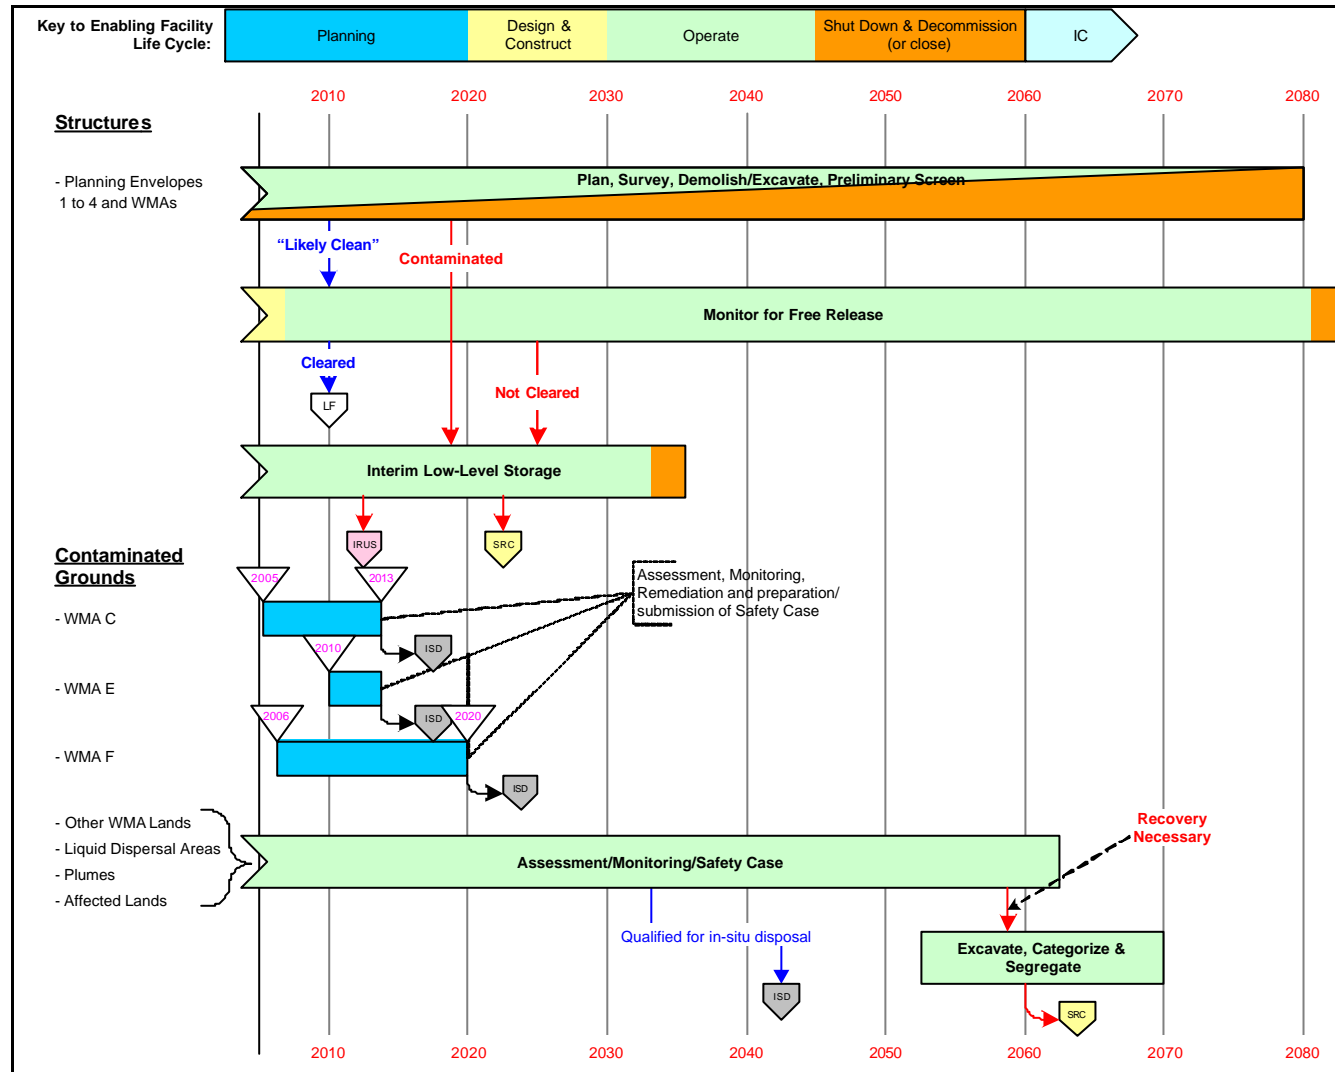 Key to Enabling Facility
Life Cycle:
Planning
Design &
Construct
Operate
Shut Down & Decommission
(or close)
IC
2010 2020 2030 2040 2050 2060 2070 2080
Structures
- Planning Envelopes
1 to 4 and WMAs
Plan, Survey, Demolish/Excavate, Preliminary Screen
“Likely Clean”
Contaminated
Monitor for Free Release
Cleared
Not Cleared
LF
Interim Low-Level Storage
IRUS
SRC
Contaminated
Grounds
2005
2013
Assessment, Monitoring,
Remediation and preparation/
submission of Safety Case
- WMA C
2010
ISD
- WMA E
2006
ISD
2020
- WMA F
ISD
- Other WMA Lands
- Liquid Dispersal Areas
- Plumes
- Affected Lands
Recovery
Necessary
Assessment/Monitoring/Safety Case
Qualified for in-situ disposal
Excavate, Categorize &
Segregate
ISD
SRC
2010 2020 2030 2040 2050 2060 2070 2080